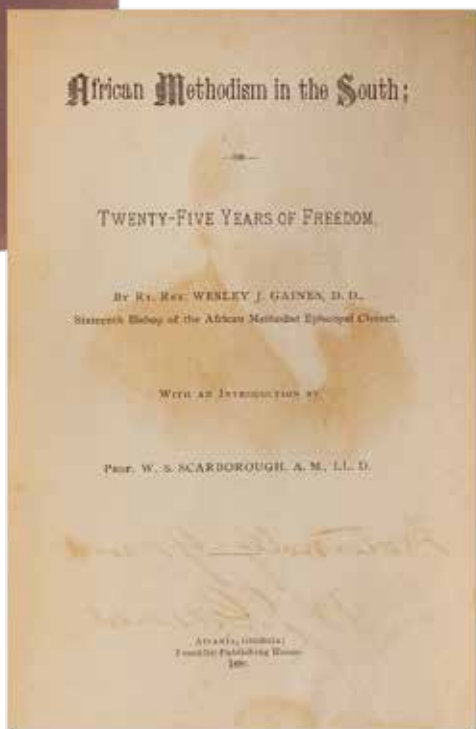 African Methodism in the South;
—OR—
TWENTY-FIVE YEARS OF FREEDOM.
BY RT. REV. WESLEY J. GAINES, D. D.,
Sixteenth Bishop of the African Methodist Episcopal Church.
WITH AN INTRODUCTION BY
PROF. W. S. SCARBOROUGH, A. M., LL. D.
ATLANTA, GEORGIA:
Franklin Publishing House.